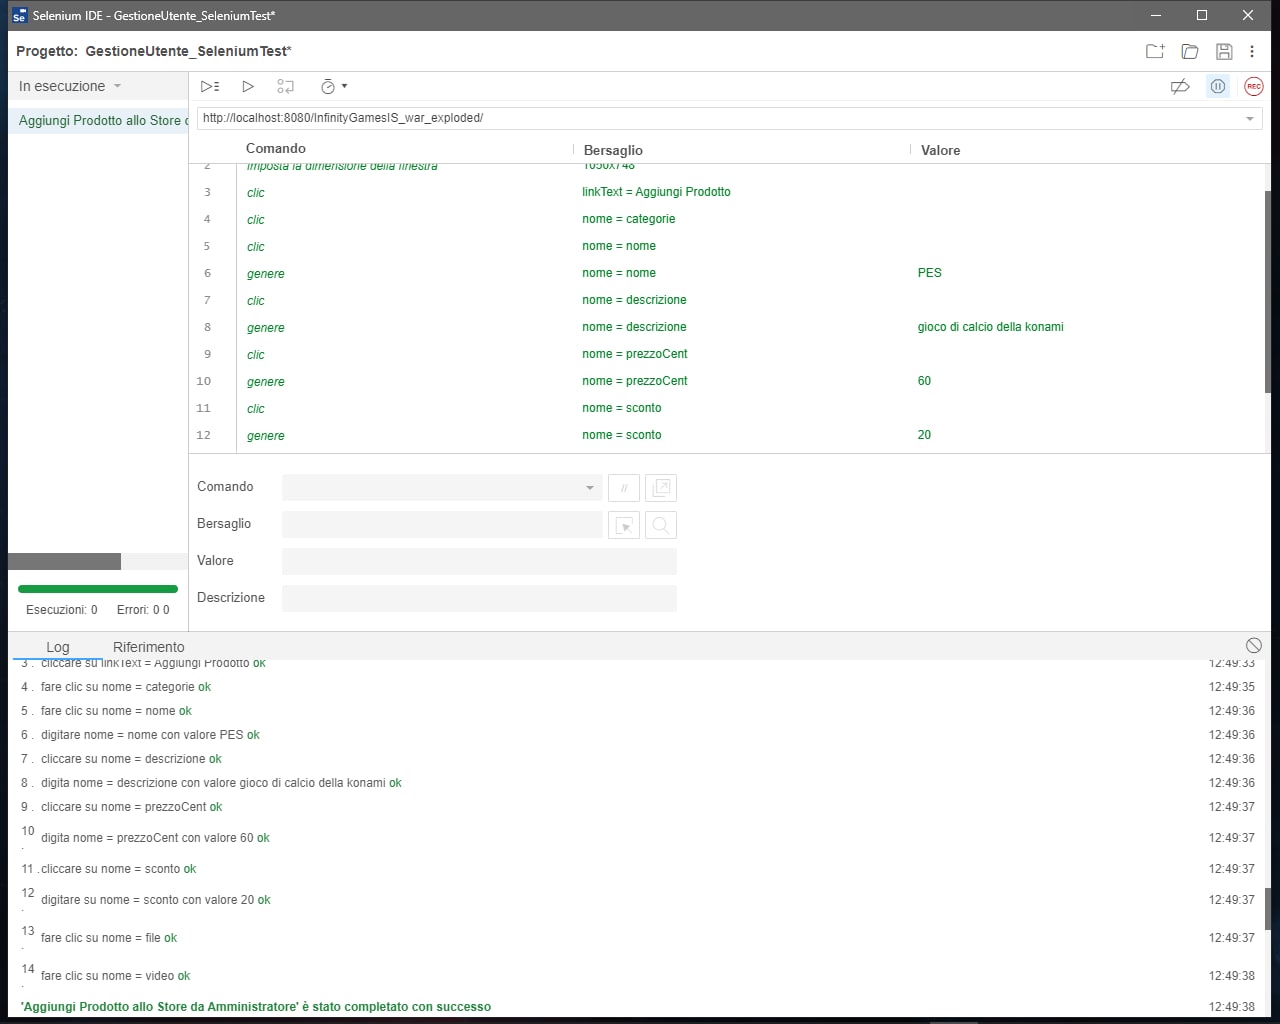 Selenium IDE - GestioneUtente_SeleniumTest*
Progetto: GestioneUtente_SeleniumTest*
In esecuzione
REC
Aggiungi Prodotto allo Store
http://localhost:8080/InfinityGamesIS_war_exploded/
Comando Bersaglio Valore
2 imposta la dimensione della finestra 1050x748
3 clic linkText = Aggiungi Prodotto
4 clic nome = categorie
5 clic nome = nome
6 genere nome = nome PES
7 clic nome = descrizione
8 genere nome = descrizione gioco di calcio della konami
9 clic nome = prezzoCent
10 genere nome = prezzoCent 60
11 clic nome = sconto
12 genere nome = sconto 20
Comando //
Bersaglio
Valore
Descrizione
Esecuzioni: 0 Errori: 0 0
Log Riferimento
3 . cliccare su linkText = Aggiungi Prodotto ok 12:49:33
4 . fare clic su nome = categorie ok 12:49:35
5 . fare clic su nome = nome ok 12:49:36
6 . digitare nome = nome con valore PES ok 12:49:36
7 . cliccare su nome = descrizione ok 12:49:36
8 . digita nome = descrizione con valore gioco di calcio della konami ok 12:49:36
9 . cliccare su nome = prezzoCent ok 12:49:37
10 . digita nome = prezzoCent con valore 60 ok 12:49:37
11 . cliccare su nome = sconto ok 12:49:37
12 . digitare su nome = sconto con valore 20 ok 12:49:37
13 . fare clic su nome = file ok 12:49:37
14 . fare clic su nome = video ok 12:49:38
'Aggiungi Prodotto allo Store da Amministratore' è stato completato con successo 12:49:38